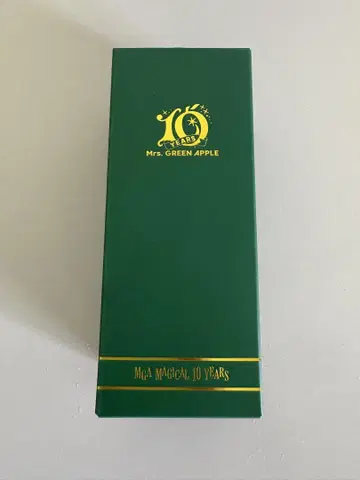 10
YEARS
Mrs. GREEN APPLE
MGA MAGICAL 10 YEARS